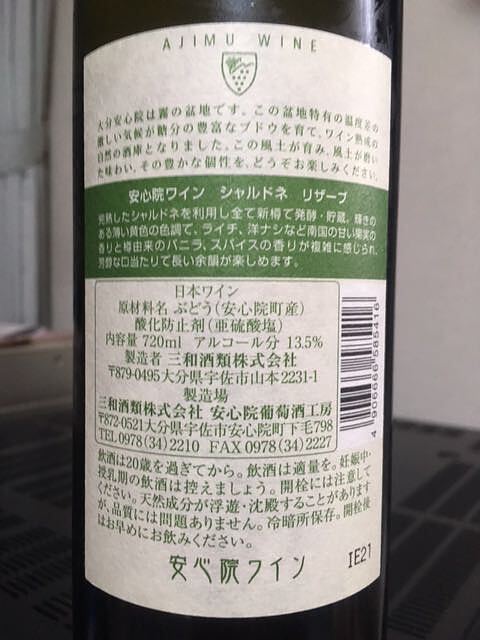 AJIMU WINE
大分安心院は霧の盆地です。この盆地特有の温度差の
激しい気候が糖分の豊富なブドウを育て、ワイン熟成の
自然の酒庫となりました。この風土が育み、風土が磨い
た味わい、その豊かな個性を、どうぞお楽しみください。
安心院ワイン シャルドネ リザーブ
完熟したシャルドネを利用し全て新樽で発酵・貯蔵。輝きの
ある薄い黄色の色調で、ライチ、洋ナシなど南国の甘い果実の
香りと樽由来のバニラ、スパイスの香りが複雑に感じられ、
芳醇な口当たりで長い余韻が楽しめます。
日本ワイン
原材料名 ぶどう(安心院町産)
酸化防止剤(亜硫酸塩)
内容量 720ml アルコール分 13.5%
製造者 三和酒類株式会社
〒879-0495 大分県宇佐市山本2231-1
製造場
三和酒類株式会社 安心院葡萄酒工房
〒872-0521大分県宇佐市安心院町下毛798
TEL 0978(34)2210 FAX 0978(34)2227
4 906666 585416
飲酒は20歳を過ぎてから。飲酒は適量を。妊娠中・
授乳期の飲酒は控えましょう。開栓には注意して
ください。天然成分が浮遊・沈殿することがあります
が、品質には問題ありません。冷暗所保存。開栓後
はお早めにお飲みください。
安心院ワイン
IE21